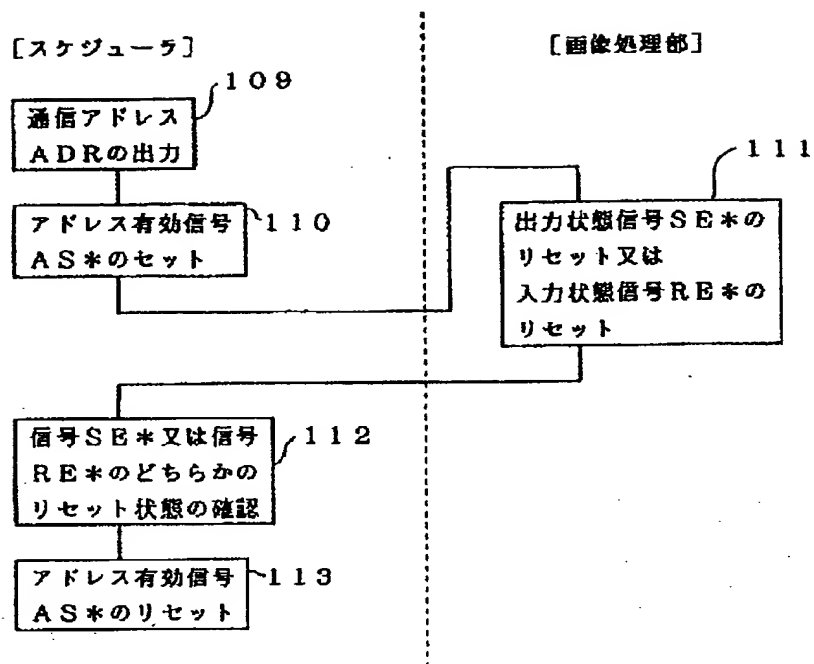 [スケジューラ]
[画像処理部]
109
通信アドレス
ADRの出力
110
アドレス有効信号
AS*のセット
111
出力状態信号SE*の
リセット又は
入力状態信号RE*の
リセット
112
信号SE*又は信号
RE*のどちらかの
リセット状態の確認
113
アドレス有効信号
AS*のリセット